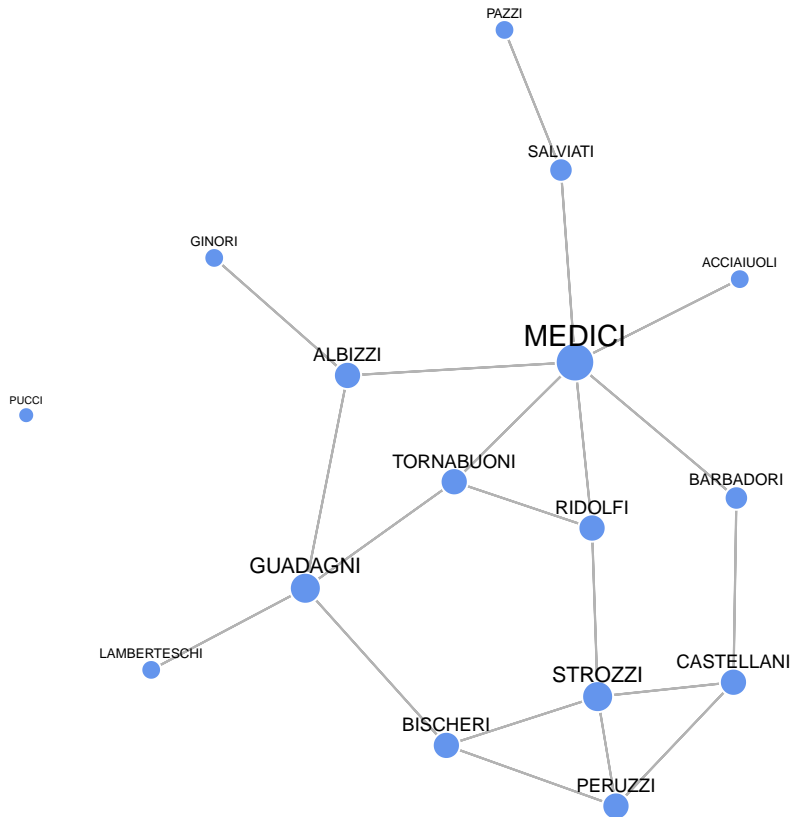 PAZZI
SALVIATI
GINORI
ACCIAIUOLI
MEDICI
ALBIZZI
PUCCI
TORNABUONI
BARBADORI
RIDOLFI
GUADAGNI
LAMBERTESCHI
CASTELLANI
STROZZI
BISCHERI
PERUZZI